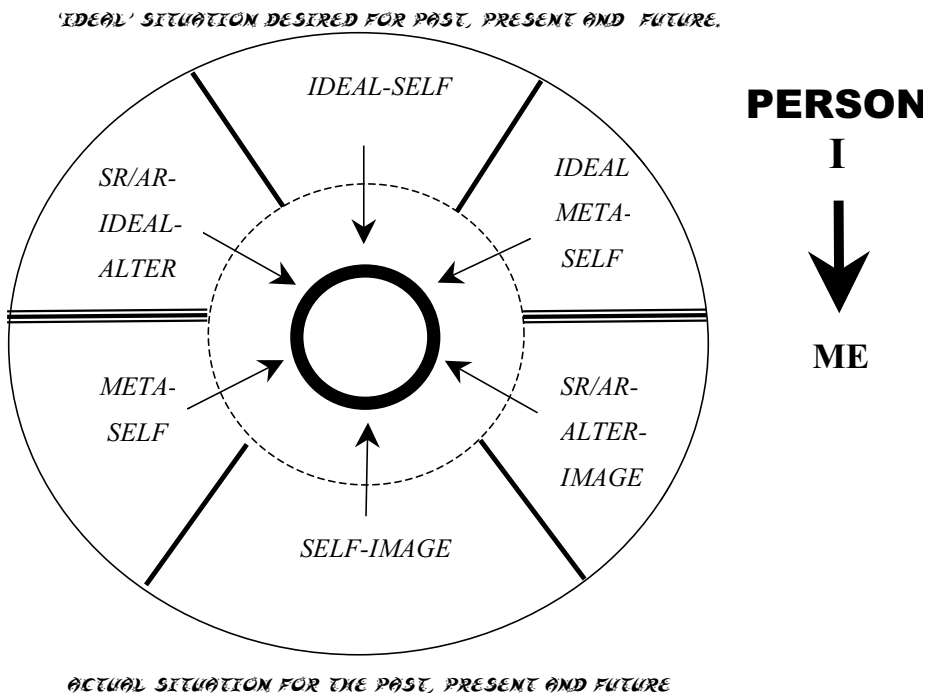 'IDEAL' SITUATION DESIRED FOR PAST, PRESENT AND FUTURE.
IDEAL-SELF
PERSON
I
ME
SR/AR-
IDEAL-
ALTER
IDEAL
META-
SELF
META-
SELF
SR/AR-
ALTER-
IMAGE
SELF-IMAGE
ACTUAL SITUATION FOR THE PAST, PRESENT AND FUTURE